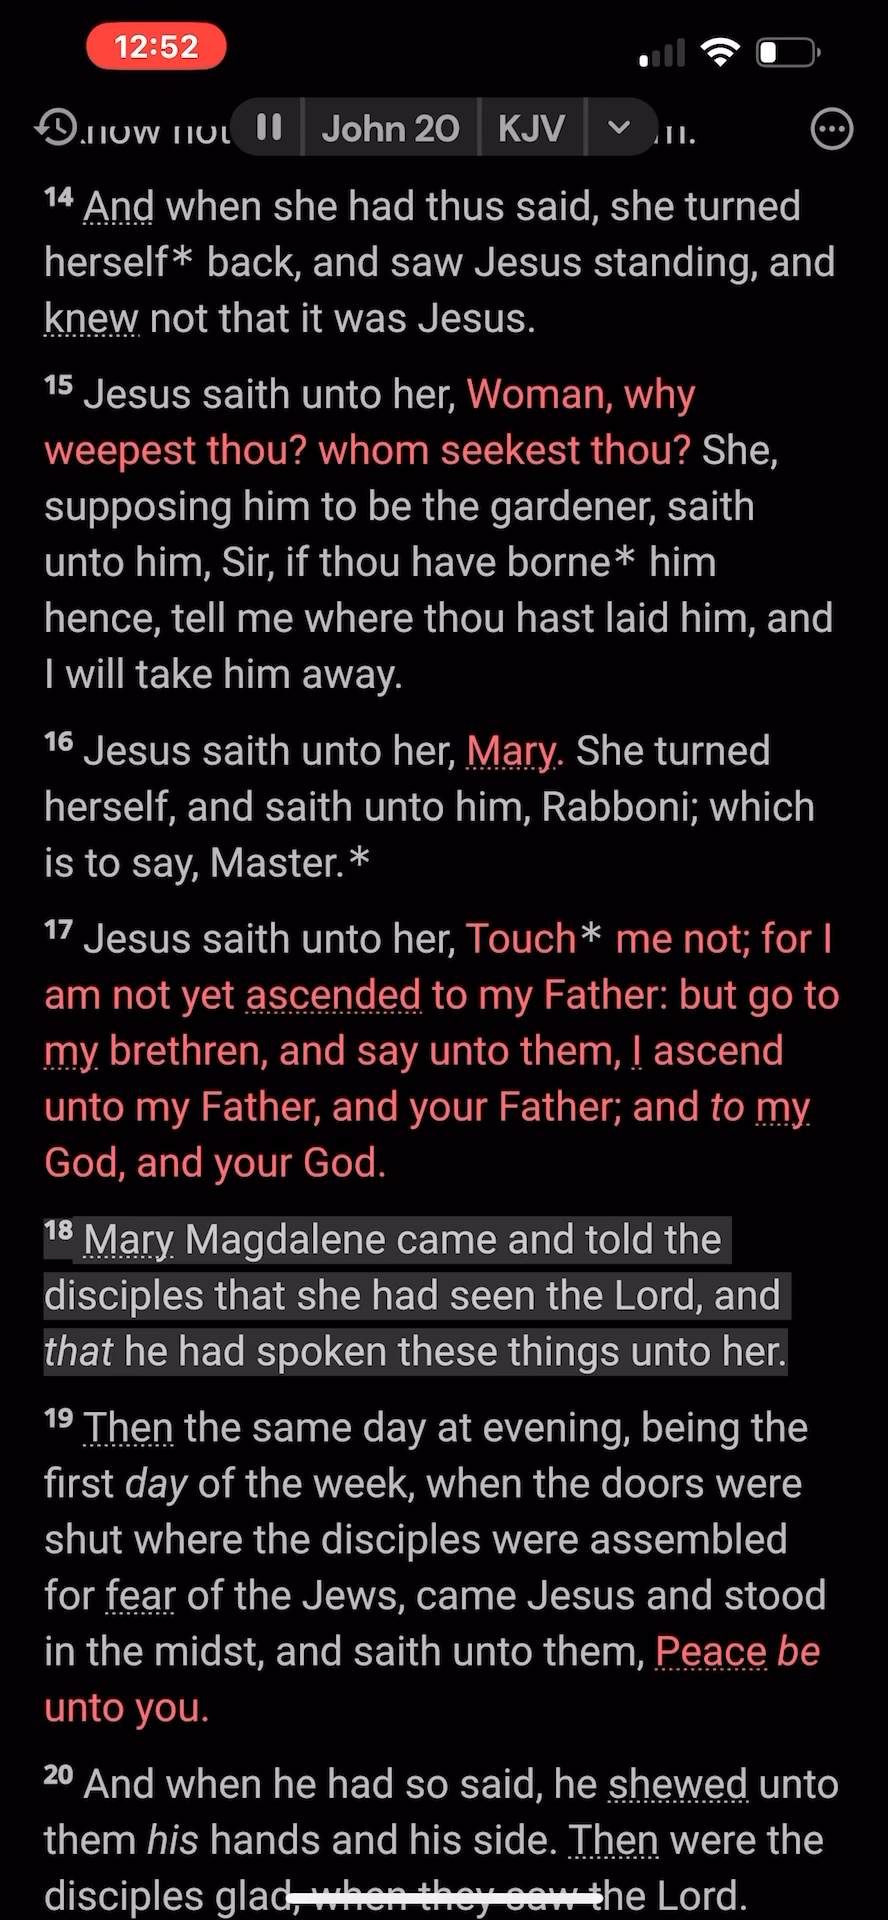 12:52
John 20 KJV
14 And when she had thus said, she turned
herself* back, and saw Jesus standing, and
knew not that it was Jesus.
15 Jesus saith unto her, Woman, why
weepest thou? whom seekest thou? She,
supposing him to be the gardener, saith
unto him, Sir, if thou have borne* him
hence, tell me where thou hast laid him, and
I will take him away.
16 Jesus saith unto her, Mary. She turned
herself, and saith unto him, Rabboni; which
is to say, Master.*
17 Jesus saith unto her, Touch* me not; for I
am not yet ascended to my Father: but go to
my brethren, and say unto them, I ascend
unto my Father, and your Father; and to my
God, and your God.
18 Mary Magdalene came and told the
disciples that she had seen the Lord, and
that he had spoken these things unto her.
19 Then the same day at evening, being the
first day of the week, when the doors were
shut where the disciples were assembled
for fear of the Jews, came Jesus and stood
in the midst, and saith unto them, Peace be
unto you.
20 And when he had so said, he shewed unto
them his hands and his side. Then were the
disciples glad, when they saw the Lord.